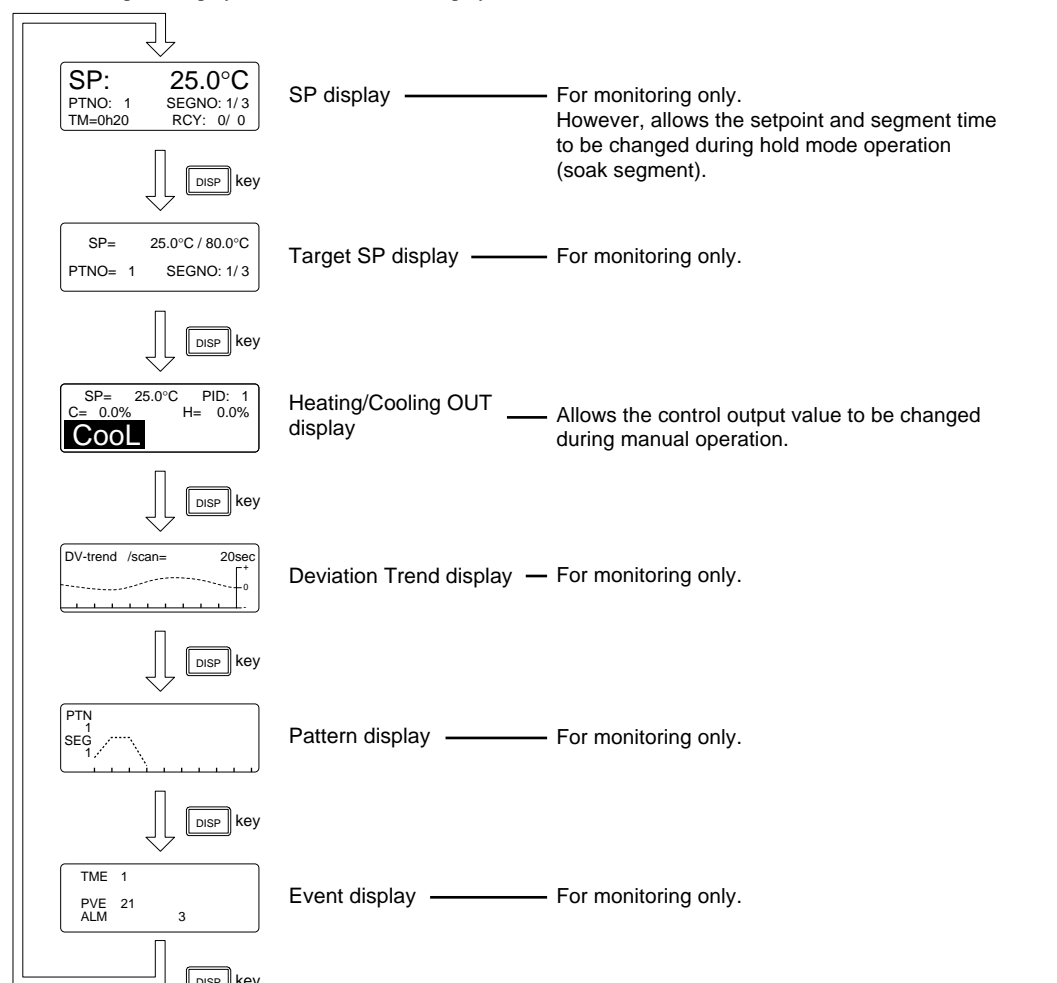 SP: 25.0°C
PTNO: 1 SEGNO: 1/ 3
TM=0h20 RCY: 0/ 0
SP display
For monitoring only.
However, allows the setpoint and segment time
to be changed during hold mode operation
(soak segment).
DISP key
SP= 25.0°C / 80.0°C
PTNO= 1 SEGNO: 1/ 3
Target SP display
For monitoring only.
DISP key
SP= 25.0°C PID: 1
C= 0.0% H= 0.0%
CooL
Heating/Cooling OUT
display
Allows the control output value to be changed
during manual operation.
DISP key
DV-trend /scan= 20sec
+
0
-
Deviation Trend display
For monitoring only.
DISP key
PTN
1
SEG
1
Pattern display
For monitoring only.
DISP key
TME 1
PVE 21
ALM 3
Event display
For monitoring only.
DISP key